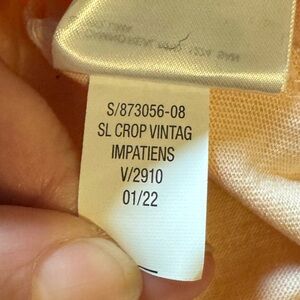 S/873056-08
SL CROP VINTAG
IMPATIENS
V/2910
01/22